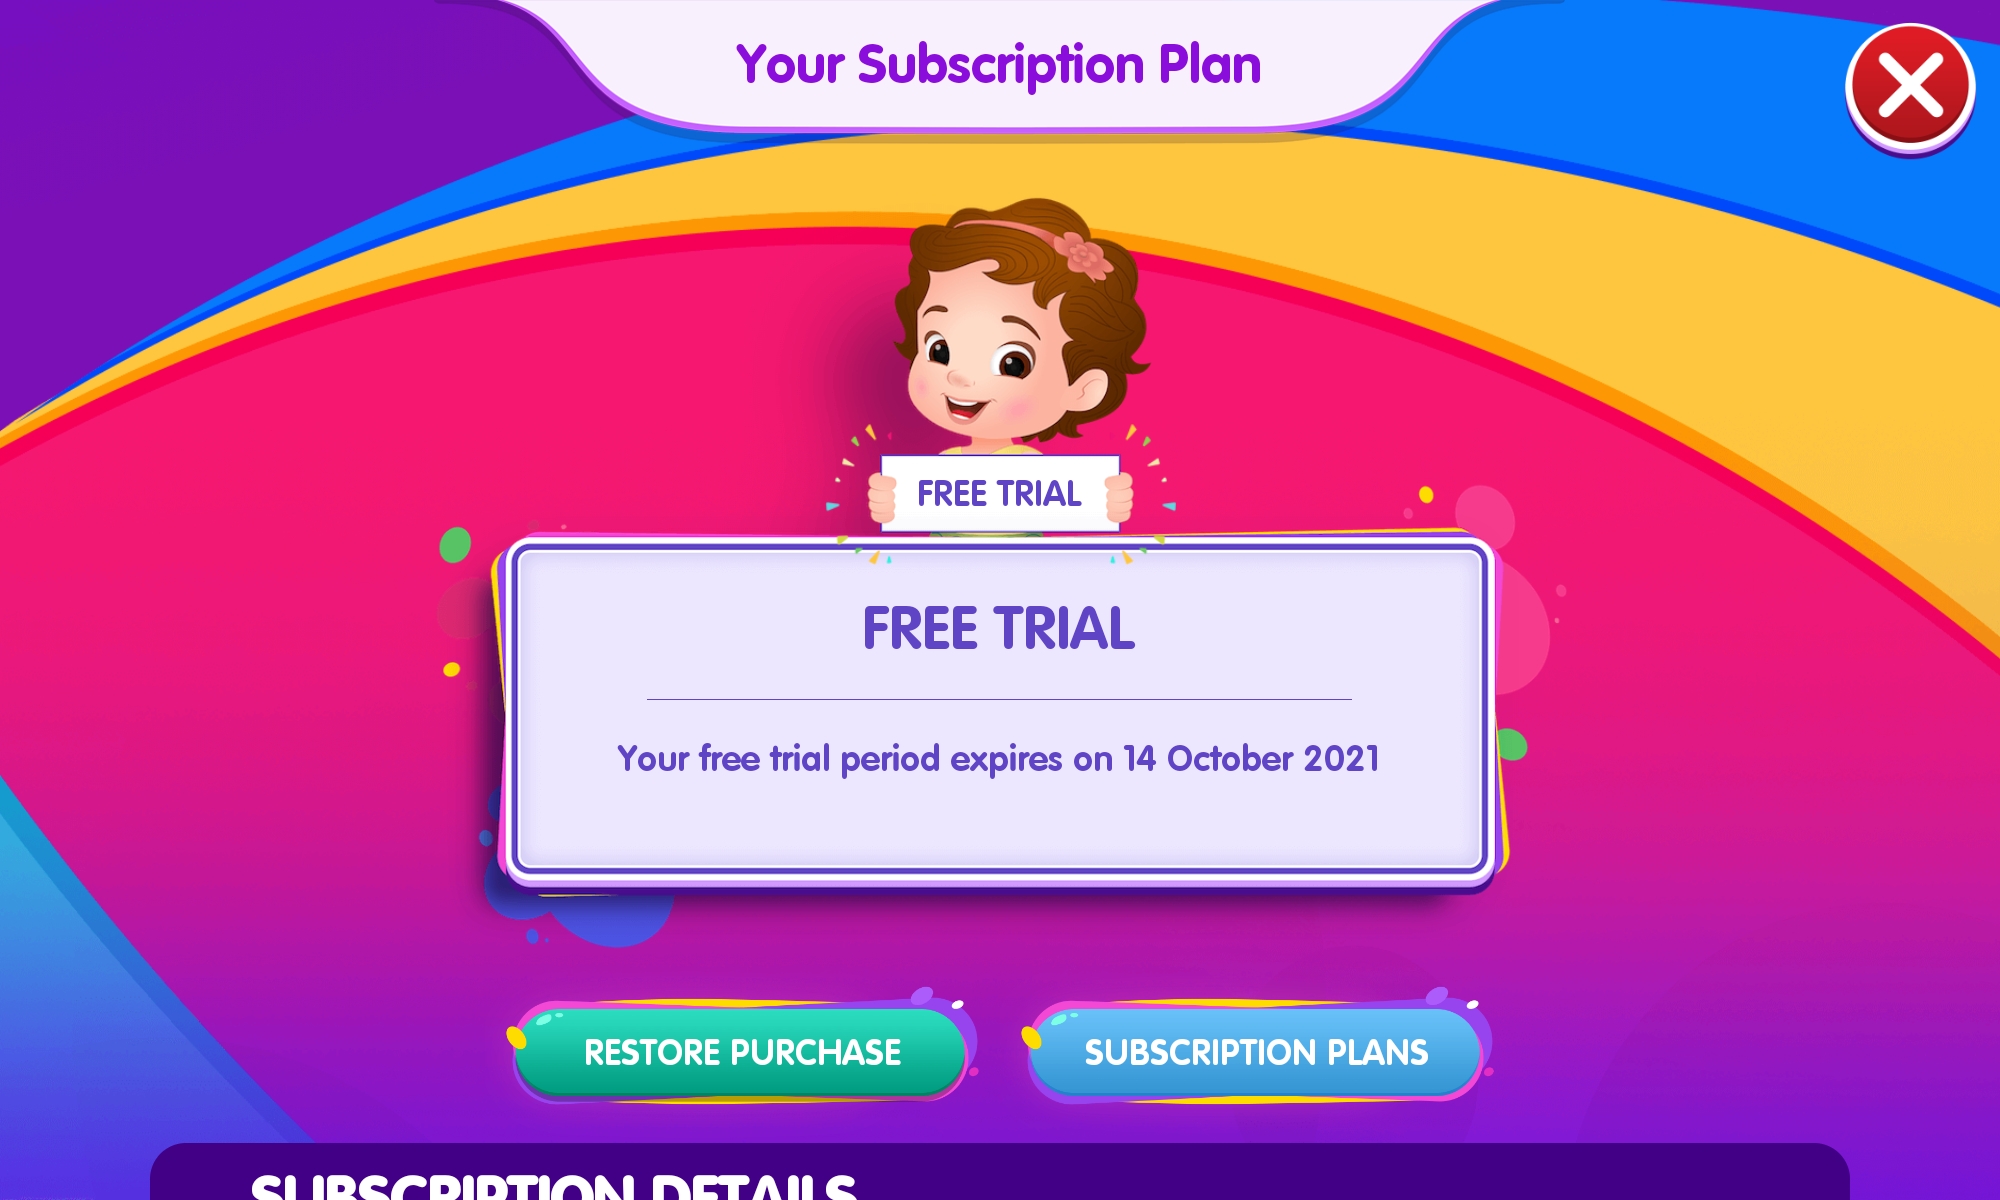 Your Subscription Plan
FREE TRIAL
FREE TRIAL
Your free trial period expires on 14 October 2021
RESTORE PURCHASE
SUBSCRIPTION PLANS
SUBSCRIPTION DETAILS